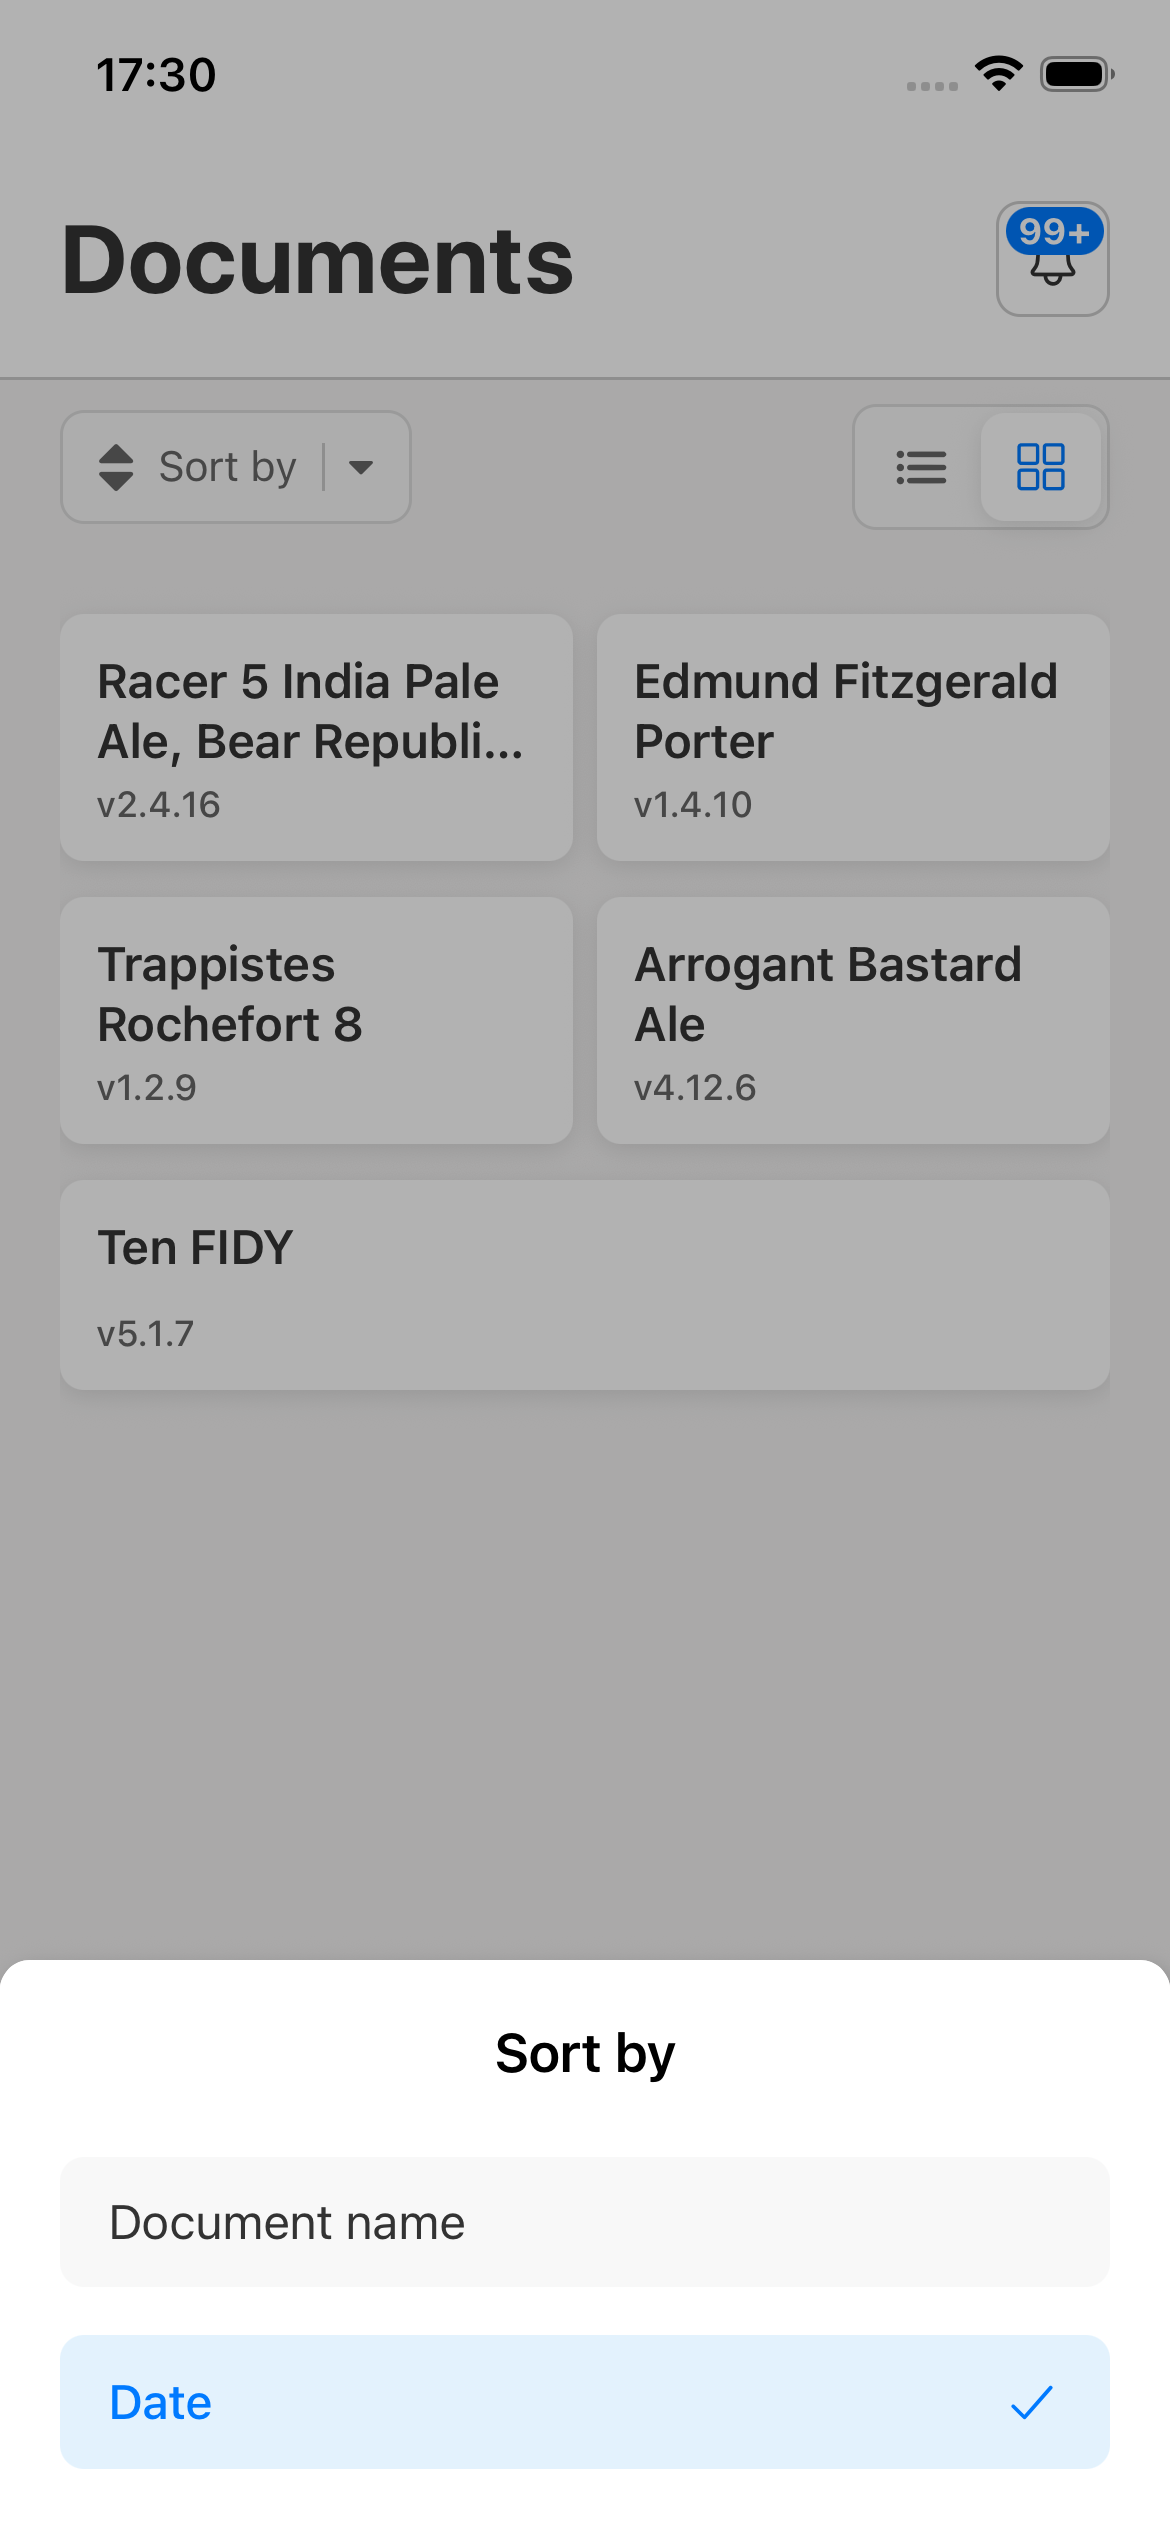 17:30
Documents
99+
Sort by
Racer 5 India Pale
Ale, Bear Republi...
v2.4.16
Edmund Fitzgerald
Porter
v1.4.10
Trappistes
Rochefort 8
v1.2.9
Arrogant Bastard
Ale
v4.12.6
Ten FIDY
v5.1.7
Sort by
Document name
Date